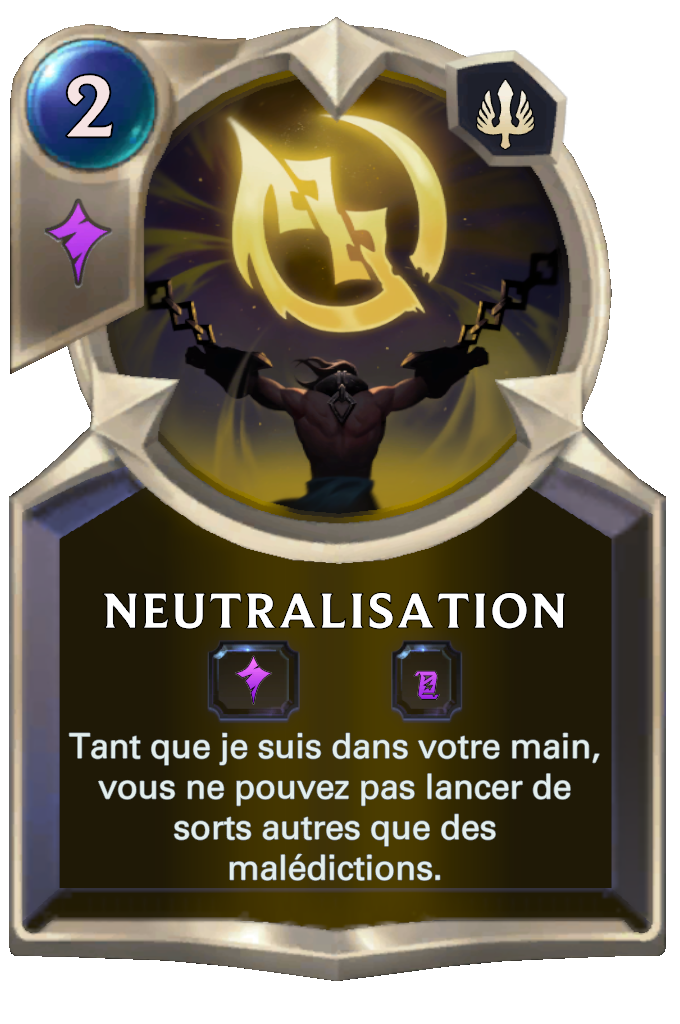 2
NEUTRALISATION
Tant que je suis dans votre main,
vous ne pouvez pas lancer de
sorts autres que des
malédictions.